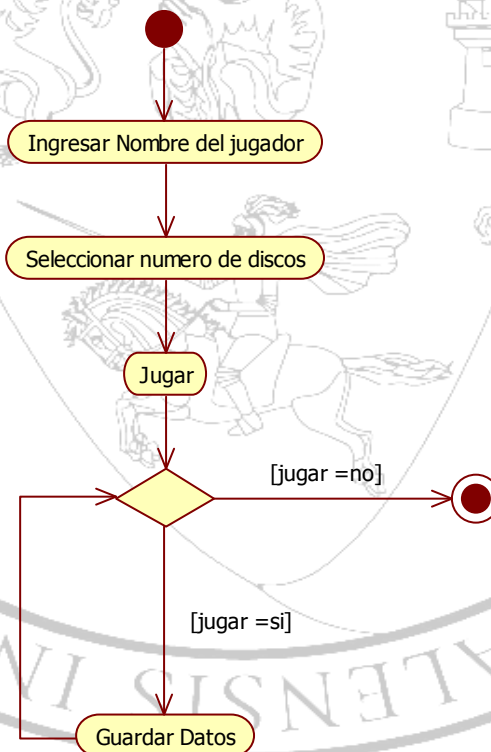 Ingresar Nombre del jugador
Seleccionar numero de discos
Jugar
[jugar =no]
[jugar =si]
Guardar Datos